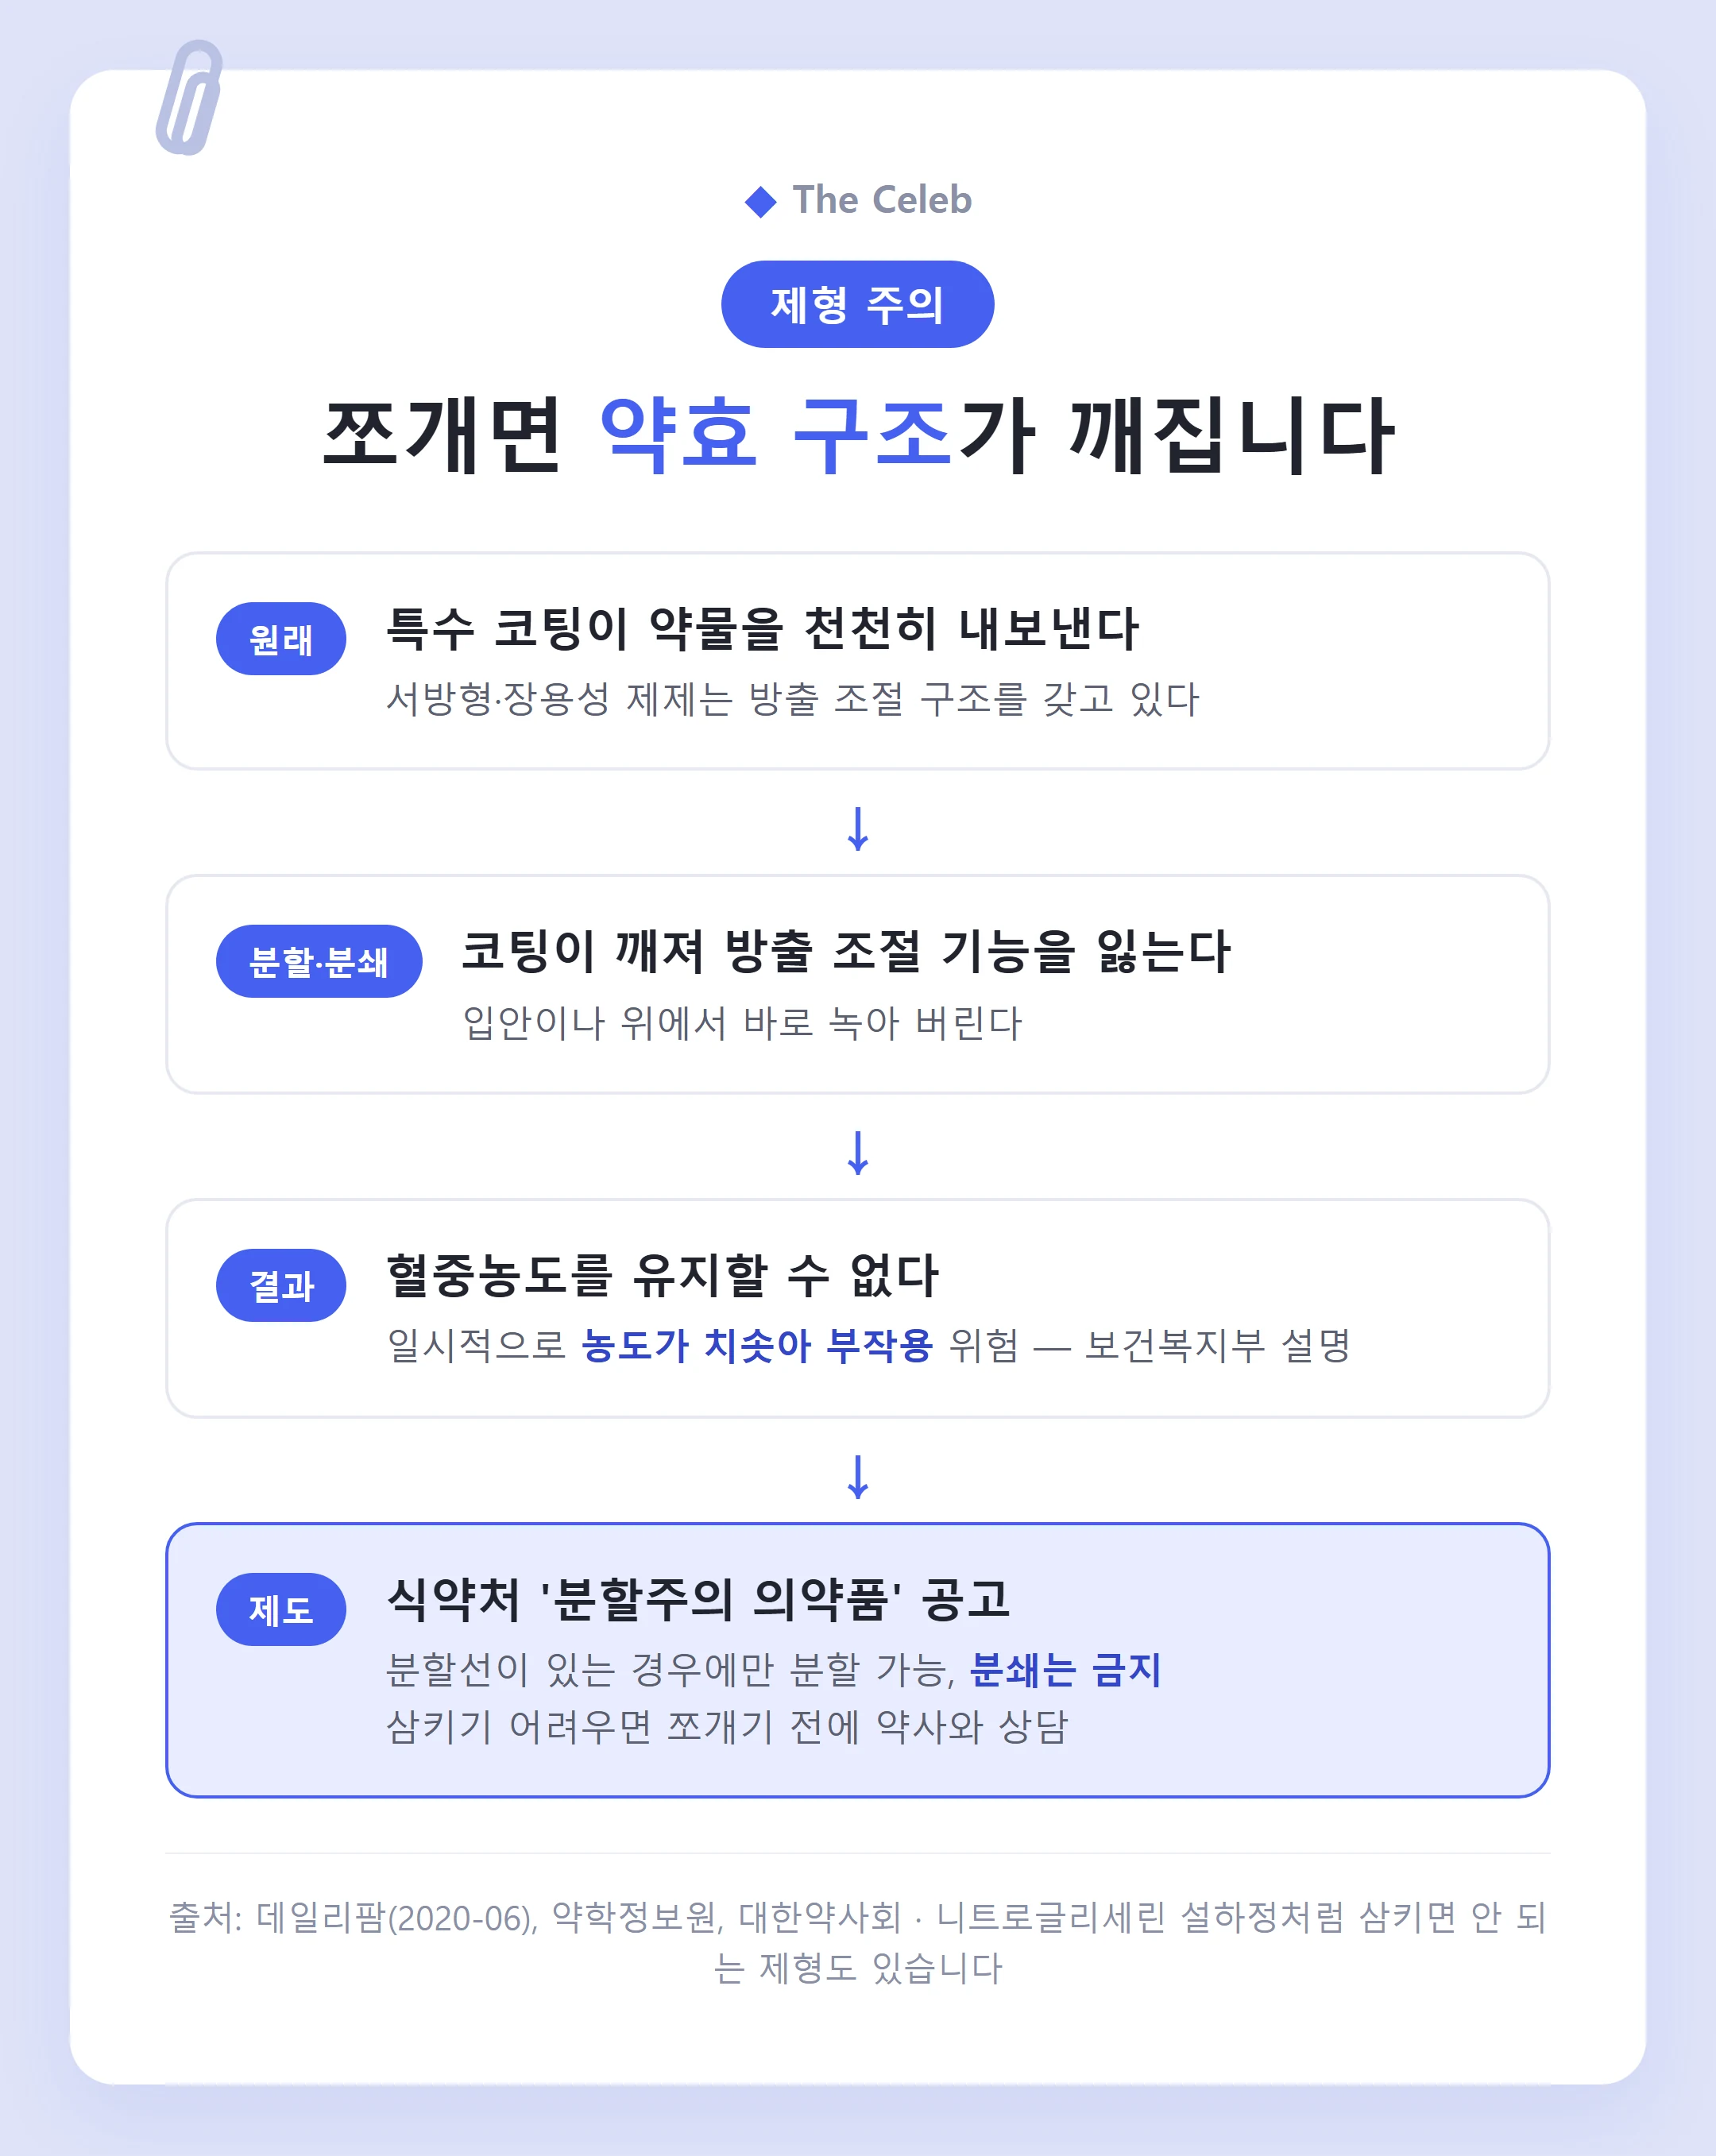 ◆ The Celeb
제형 주의
쪼개면 약효 구조가 깨집니다
원래
특수 코팅이 약물을 천천히 내보낸다
서방형·장용성 제제는 방출 조절 구조를 갖고 있다
↓
분할·분쇄
코팅이 깨져 방출 조절 기능을 잃는다
입안이나 위에서 바로 녹아 버린다
↓
결과
혈중농도를 유지할 수 없다
일시적으로 농도가 치솟아 부작용 위험 — 보건복지부 설명
↓
제도
식약처 '분할주의 의약품' 공고
분할선이 있는 경우에만 분할 가능, 분쇄는 금지
삼키기 어려우면 쪼개기 전에 약사와 상담
출처: 데일리팜(2020-06), 약학정보원, 대한약사회 · 니트로글리세린 설하정처럼 삼키면 안 되
는 제형도 있습니다